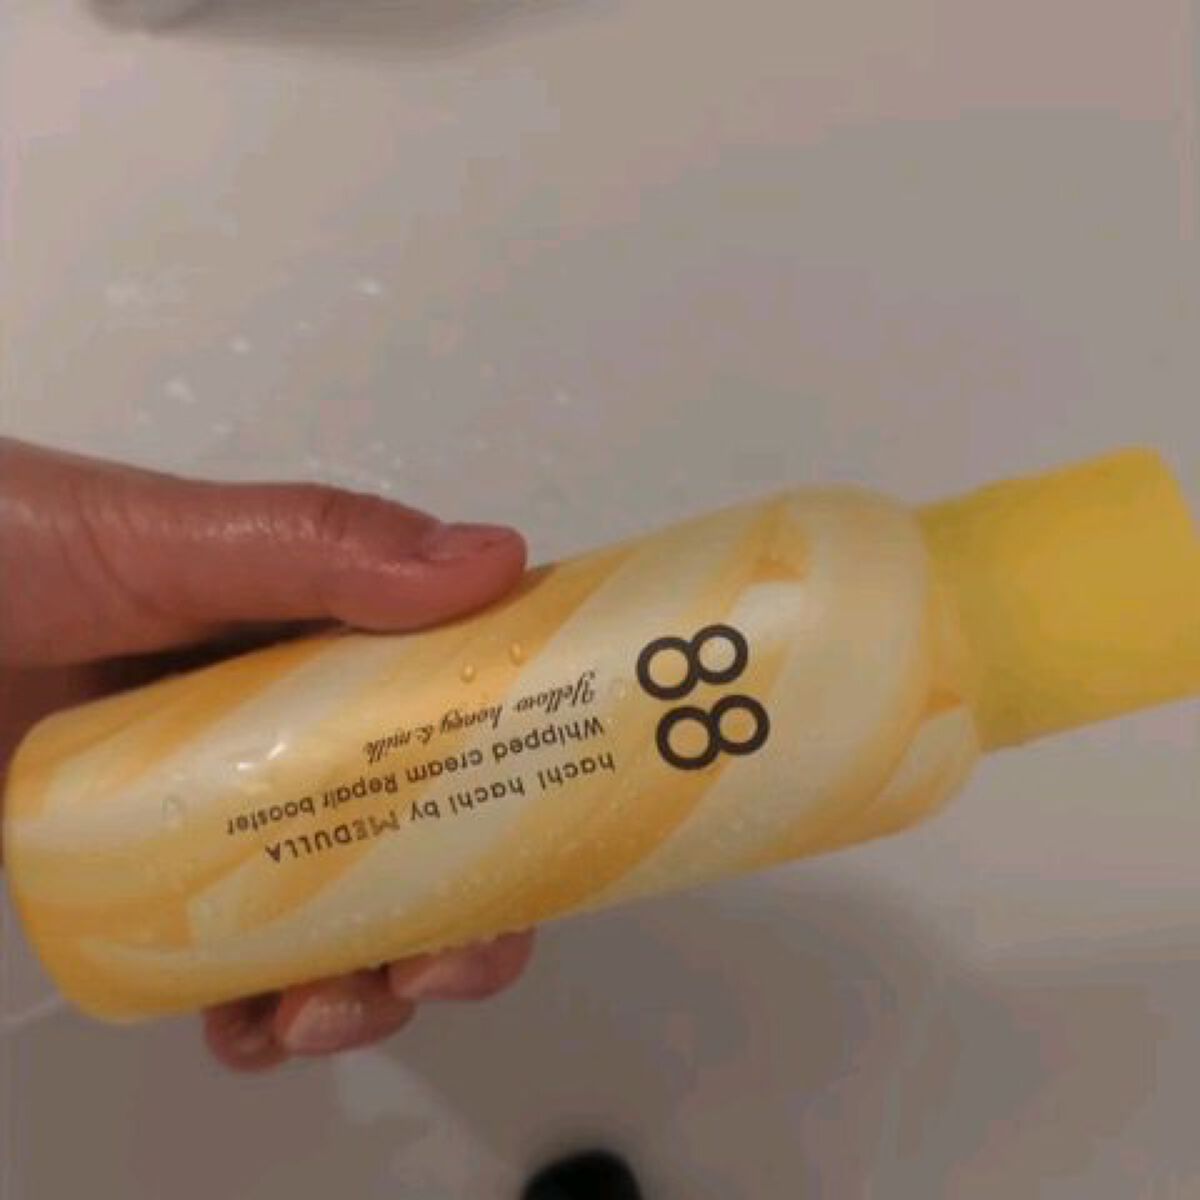 88
hachi hachi by MEDULLA
Whipped cream Repair booster
Yellow honey & milk